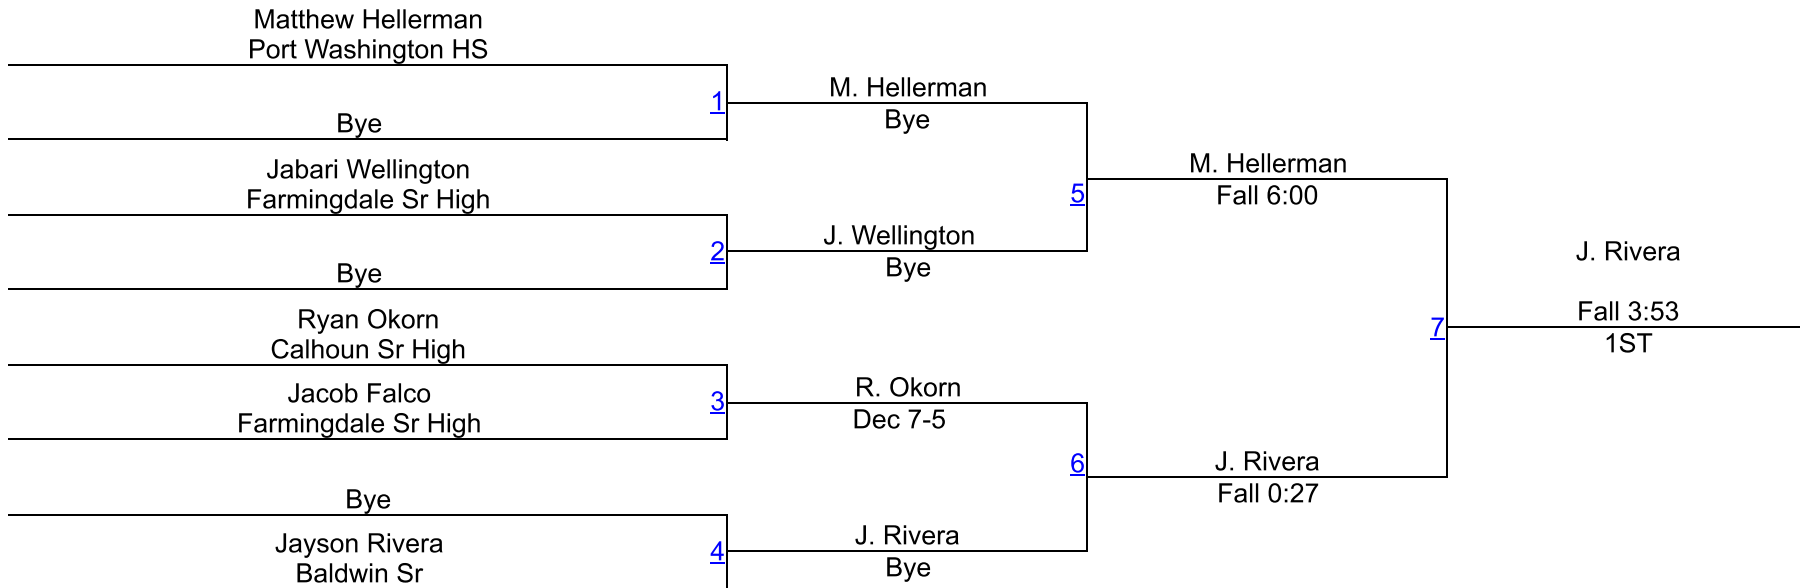 Matthew Hellerman
Port Washington HS
1
M. Hellerman
Bye
Bye
Jabari Wellington
Farmingdale Sr High
5
M. Hellerman
Fall 6:00
2
J. Wellington
Bye
Bye
J. Rivera
Fall 3:53
1ST
7
Ryan Okorn
Calhoun Sr High
Jacob Falco
Farmingdale Sr High
3
R. Okorn
Dec 7-5
6
J. Rivera
Fall 0:27
Bye
Jayson Rivera
Baldwin Sr
4
J. Rivera
Bye